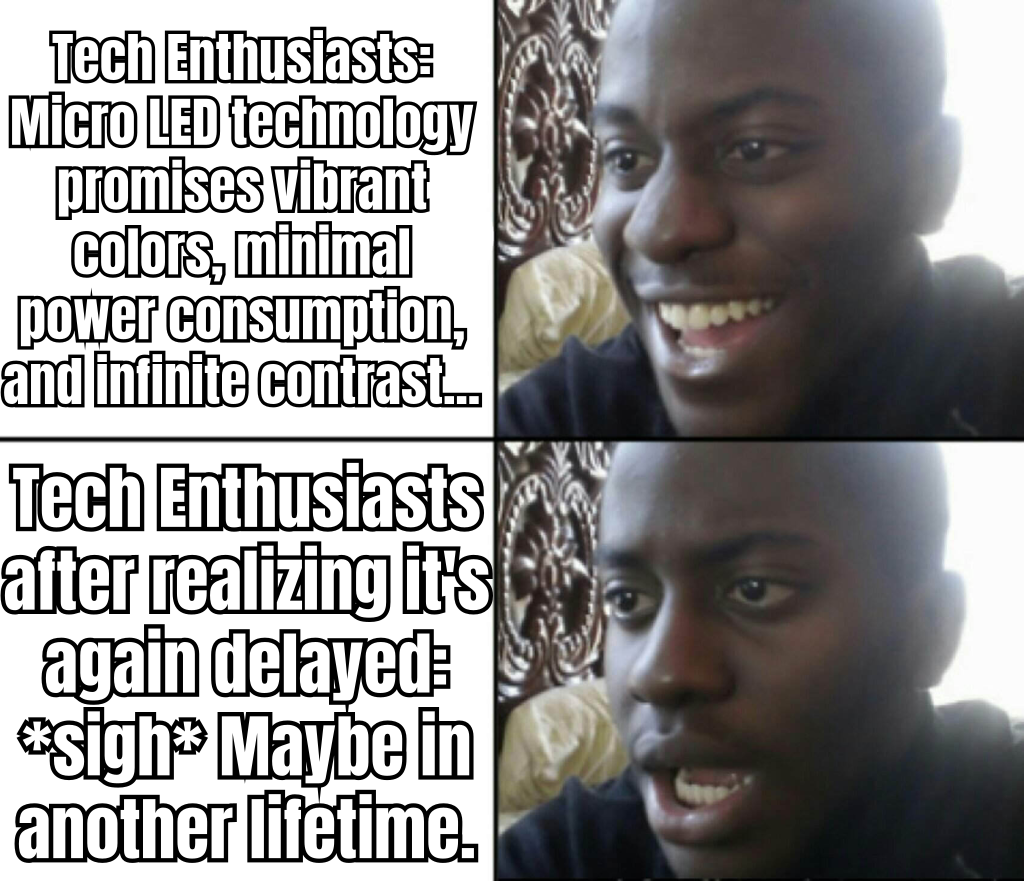 Tech Enthusiasts:
Micro LED technology
promises vibrant
colors, minimal
power consumption,
and infinite contrast...
Tech Enthusiasts
after realizing it's
again delayed:
*sigh* Maybe in
another lifetime.